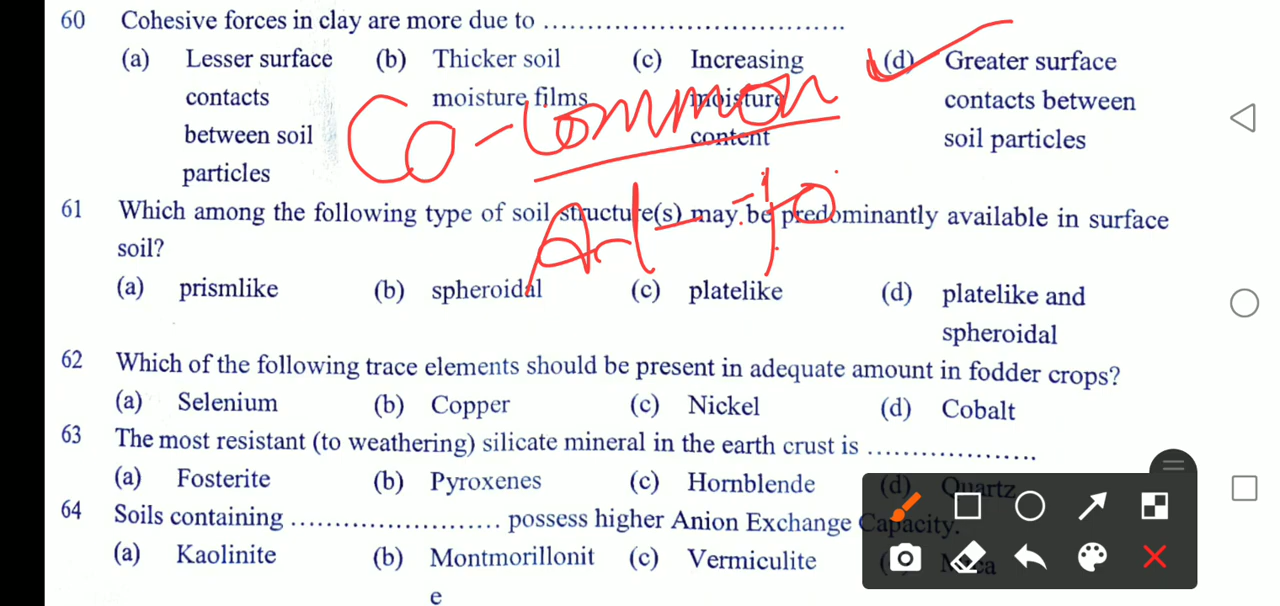 60 Cohesive forces in clay are more due to ……………………………….
(a) Lesser surface (b) Thicker soil (c) Increasing (d) Greater surface
contacts moisture films moisture contacts between
between soil content soil particles
particles
Co-common
61 Which among the following type of soil structure(s) may be predominantly available in surface
soil?
Ad-to
(a) prismlike (b) spheroidal (c) platelike (d) platelike and
spheroidal
62 Which of the following trace elements should be present in adequate amount in fodder crops?
(a) Selenium (b) Copper (c) Nickel (d) Cobalt
63 The most resistant (to weathering) silicate mineral in the earth crust is ………………..
(a) Fosterite (b) Pyroxenes (c) Hornblende (d) Quartz
64 Soils containing …………………….. possess higher Anion Exchange Capacity.
(a) Kaolinite (b) Montmorillonit (c) Vermiculite
e